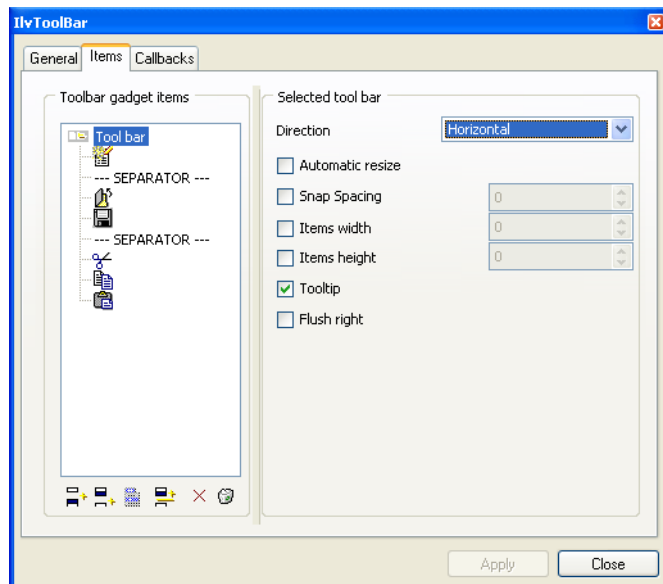 IlvToolBar
General Items Callbacks
Toolbar gadget items
Tool bar
--- SEPARATOR ---
--- SEPARATOR ---
Selected tool bar
Direction Horizontal
Automatic resize
Snap Spacing 0
Items width 0
Items height 0
Tooltip
Flush right
Apply Close